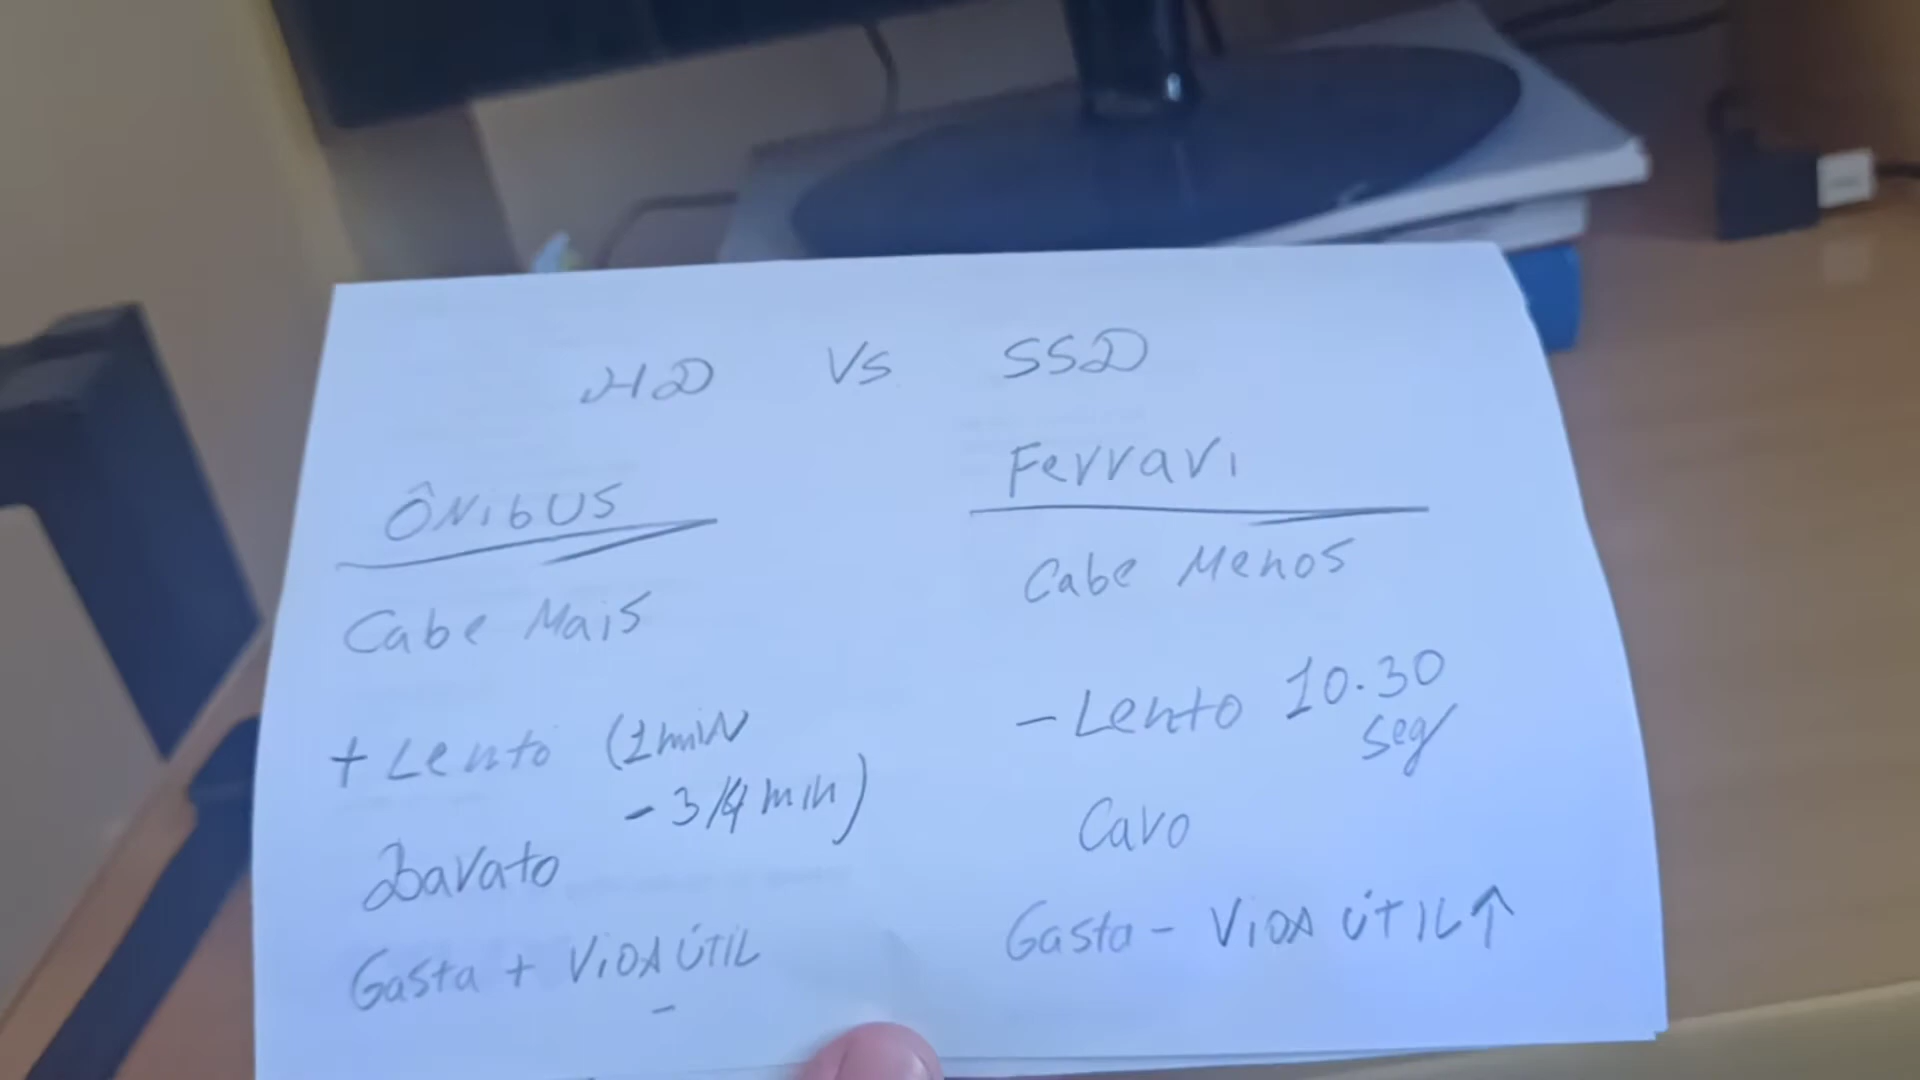 HD Vs SSD
Ônibus
Cabe Mais
+ Lento (1min
- 3/4 min)
Barato
Gasta + VIDA ÚTIL
-
Ferrari
Cabe Menos
- Lento 10.30
seg
Caro
Gasta - VIDA ÚTIL ↑